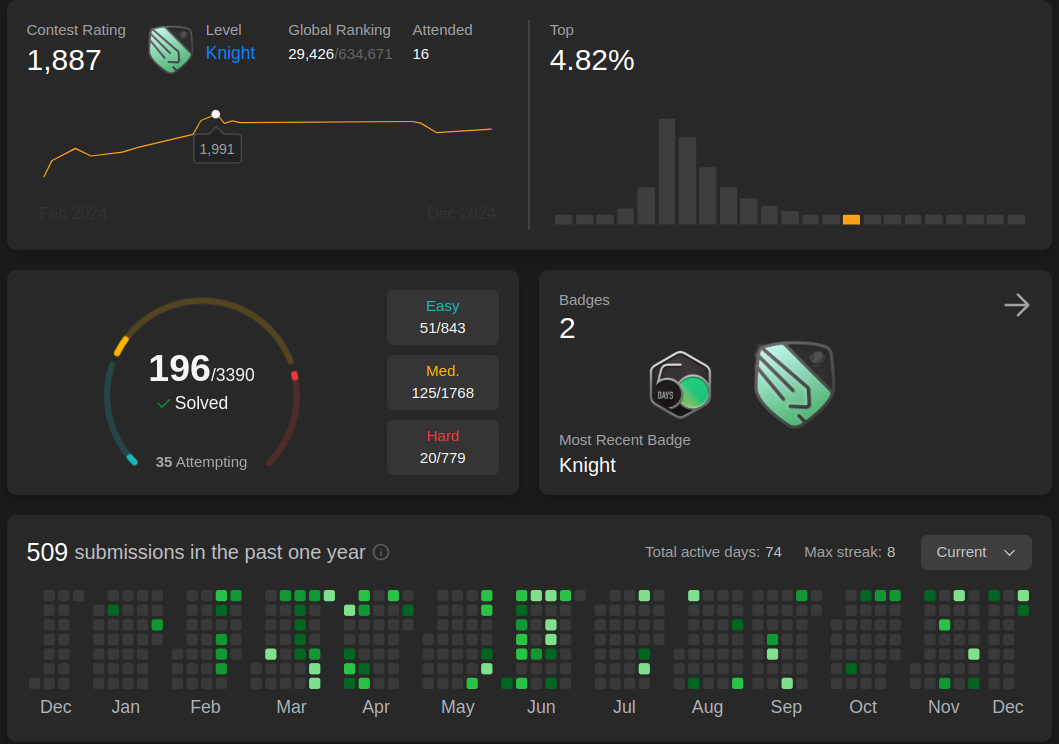 Contest Rating Level Global Ranking Attended
1,887 Knight 29,426/634,671 16
1,991
Feb 2024 Dec 2024
Top
4.82%
196/3390
Solved
35 Attempting
Easy
51/843
Med.
125/1768
Hard
20/779
Badges
2
50
DAYS
Most Recent Badge
Knight
509 submissions in the past one year
Total active days: 74 Max streak: 8 Current
Dec Jan Feb Mar Apr May Jun Jul Aug Sep Oct Nov Dec